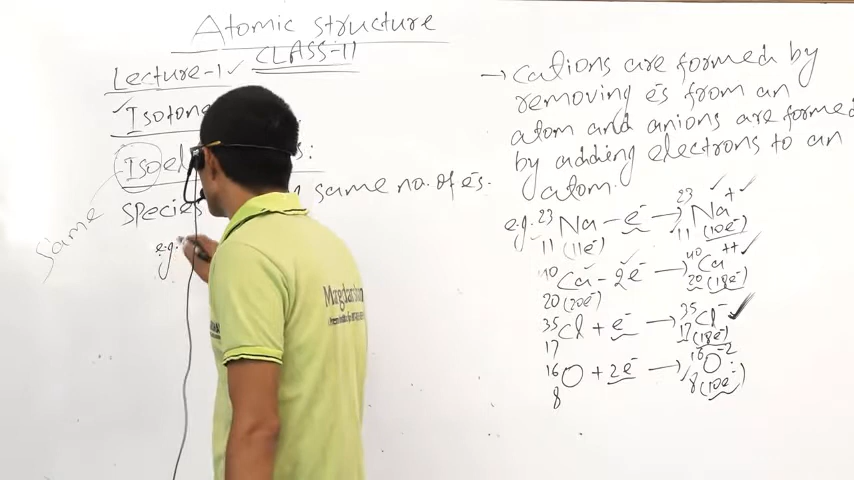 Atomic structure
CLASS-11
Lecture-1 ✓
✓ Isotone
Isoel s:
Same
Species same no. of es.
e.g.
→ Cations are formed by
removing es from an
atom and anions are formed
by adding electrons to an
atom.
e.g. ²³₁₁Na (11e⁻) − e⁻ → ²³₁₁Na⁺ (10e⁻) ✓
⁴⁰₂₀Ca (20e⁻) − 2e⁻ → ⁴⁰₂₀Ca⁺⁺ (18e⁻) ✓
³⁵₁₇Cl + e⁻ → ³⁵₁₇Cl⁻ (18e⁻) ✓
¹⁶₈O + 2e⁻ → ¹⁶₈O⁻² (10e⁻)